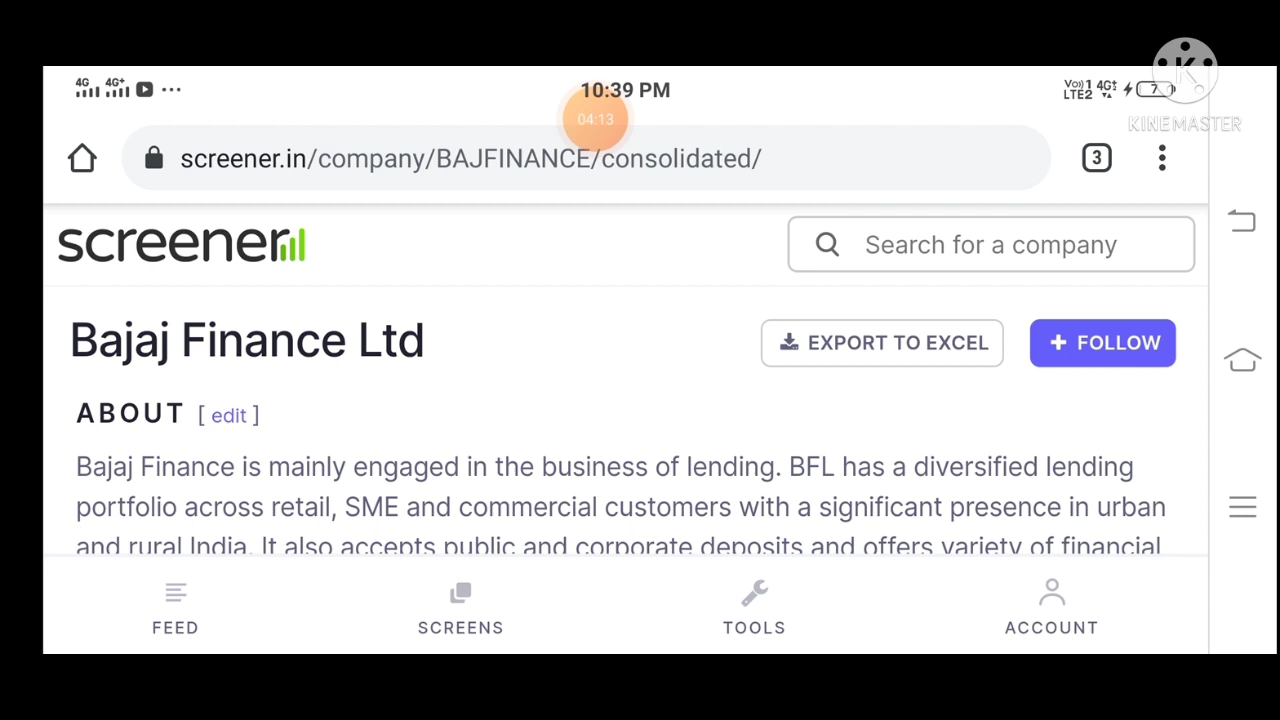 4G 4G+ ...
10:39 PM
Vo) 1 4G+
LTE2
7
K
KINEMASTER
04:13
screener.in/company/BAJFINANCE/consolidated/
3
screener
Search for a company
Bajaj Finance Ltd
EXPORT TO EXCEL
+ FOLLOW
ABOUT [ edit ]
Bajaj Finance is mainly engaged in the business of lending. BFL has a diversified lending
portfolio across retail, SME and commercial customers with a significant presence in urban
and rural India. It also accepts public and corporate deposits and offers variety of financial
FEED
SCREENS
TOOLS
ACCOUNT